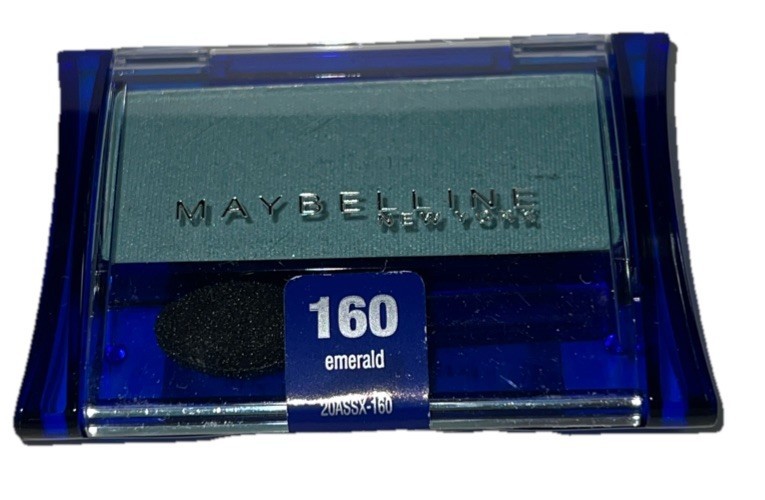 MAYBELLINE
NEW YORK
160
emerald
20ASSX-160